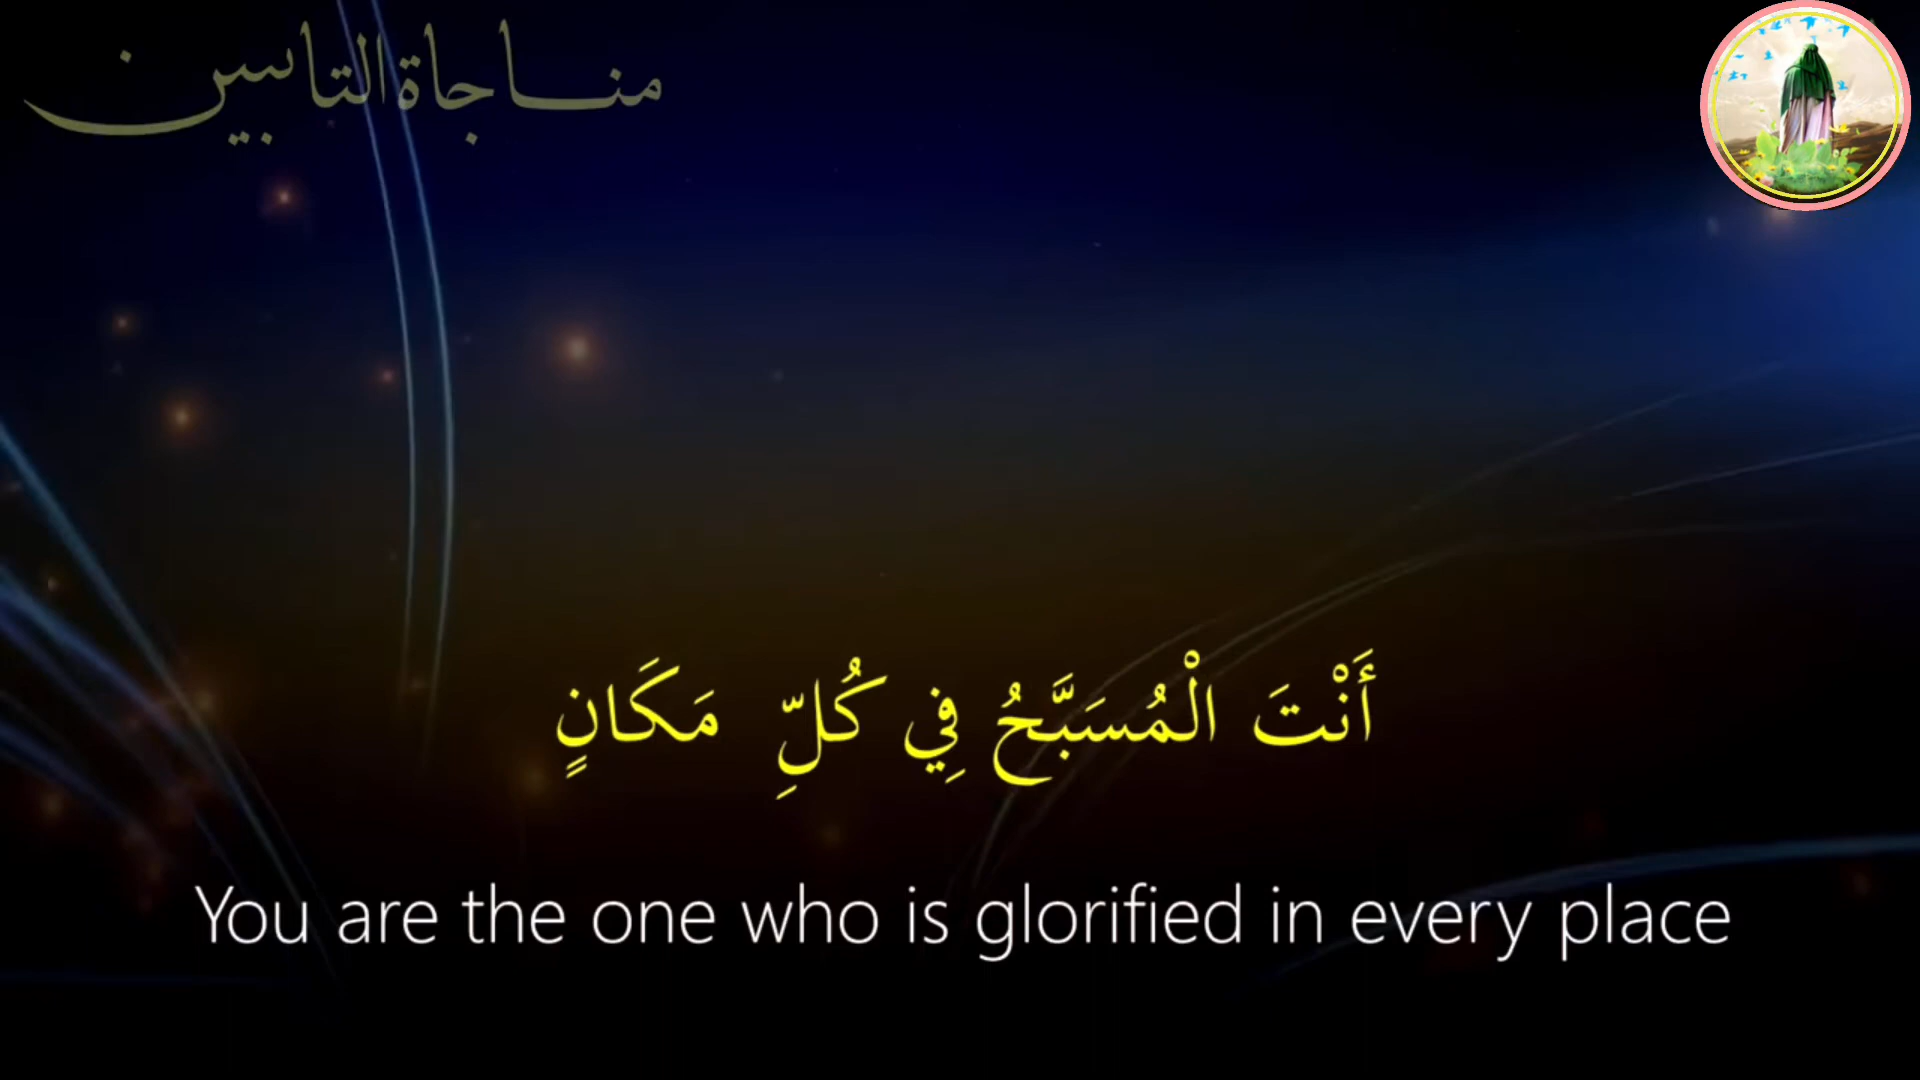 مناجاة التائبين
أَنْتَ الْمُسَبَّحُ فِي كُلِّ مَكَانٍ
You are the one who is glorified in every place